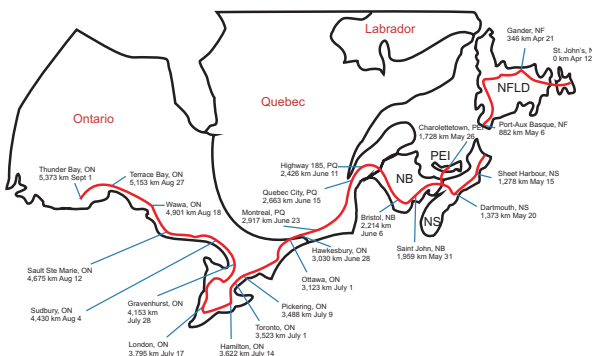 Labrador
Gander, NF
346 km Apr 21
St. John's, N
0 km Apr 12
NFLD
Quebec
Ontario
Charolettetown, PEI
1,728 km May 26
Port-Aux Basque, NF
882 km May 6
PEI
Highway 185, PQ
2,426 km June 11
Thunder Bay, ON
5,373 km Sept 1
Terrace Bay, ON
5,153 km Aug 27
NB
Sheet Harbour, NS
1,278 km May 15
Quebec City, PQ
2,663 km June 15
Wawa, ON
4,901 km Aug 18
Montreal, PQ
2,917 km June 23
Bristol, NB
2,214 km
June 6
NS
Dartmouth, NS
1,373 km May 20
Saint John, NB
1,959 km May 31
Hawkesbury, ON
3,030 km June 28
Sault Ste Marie, ON
4,675 km Aug 12
Ottawa, ON
3,123 km July 1
Sudbury, ON
4,430 km Aug 4
Gravenhurst, ON
4,153 km
July 28
Pickering, ON
3,488 km July 9
Toronto, ON
3,523 km July 1
London, ON
3,795 km July 17
Hamilton, ON
3,622 km July 14